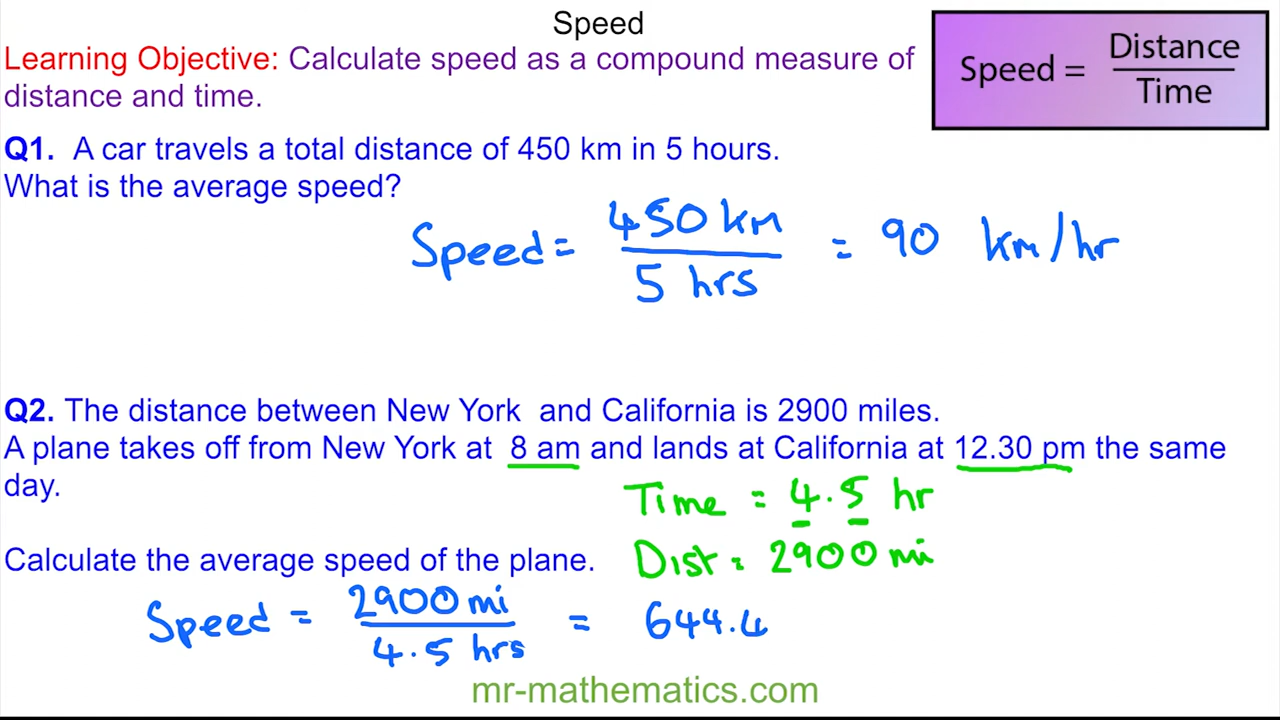 Speed
Learning Objective: Calculate speed as a compound measure of
distance and time.
Speed = Distance
Time
Q1. A car travels a total distance of 450 km in 5 hours.
What is the average speed?
Speed = 450 km
5 hrs
= 90 km/hr
Q2. The distance between New York and California is 2900 miles.
A plane takes off from New York at 8 am and lands at California at 12.30 pm the same
day.
Time = 4.5 hr
Calculate the average speed of the plane.
Dist = 2900 mi
Speed = 2900 mi
4.5 hrs
= 644.4
mr-mathematics.com